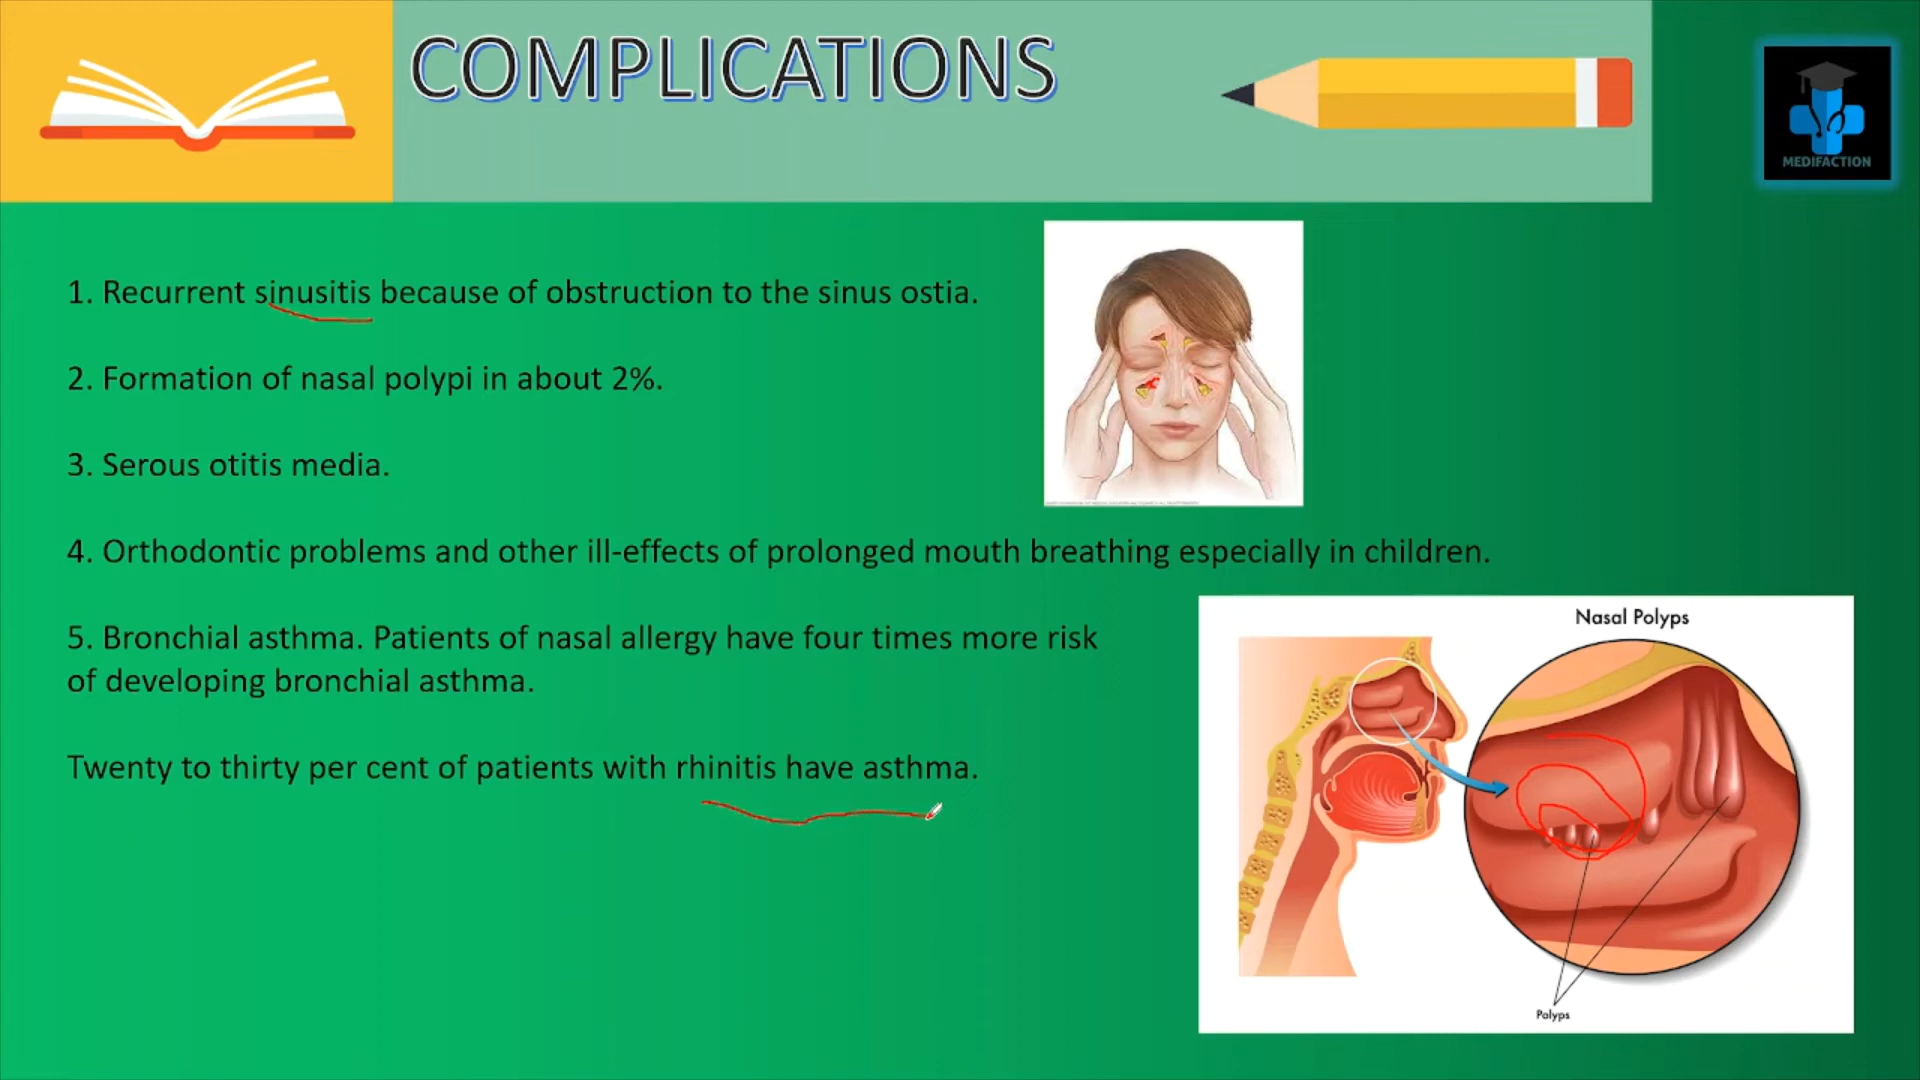 COMPLICATIONS
MEDIFACTION
1. Recurrent sinusitis because of obstruction to the sinus ostia.
2. Formation of nasal polypi in about 2%.
3. Serous otitis media.
4. Orthodontic problems and other ill-effects of prolonged mouth breathing especially in children.
5. Bronchial asthma. Patients of nasal allergy have four times more risk
of developing bronchial asthma.
Twenty to thirty per cent of patients with rhinitis have asthma.
Nasal Polyps
Polyps